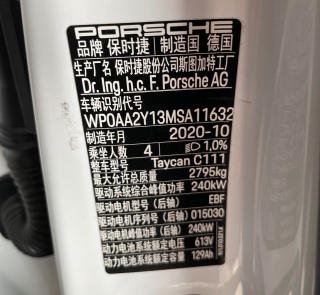 PORSCHE
品牌 保时捷 制造国 德国
生产厂名 保时捷股份公司斯图加特工厂
Dr. Ing. h.c. F. Porsche AG
车辆识别代号
WP0AA2Y13MSA11632
制造年月 2020-10
乘坐人数 4 1,0%
整车型号 Taycan C111
最大允许总质量 2795kg
驱动系统综合峰值功率 240kW
驱动电机型号（后轴） EBF
驱动电机序列号（后轴） 015030
驱动电机峰值功率（后轴） 240kW
动力电池系统额定电压 613V
动力电池系统额定容量 129Ah